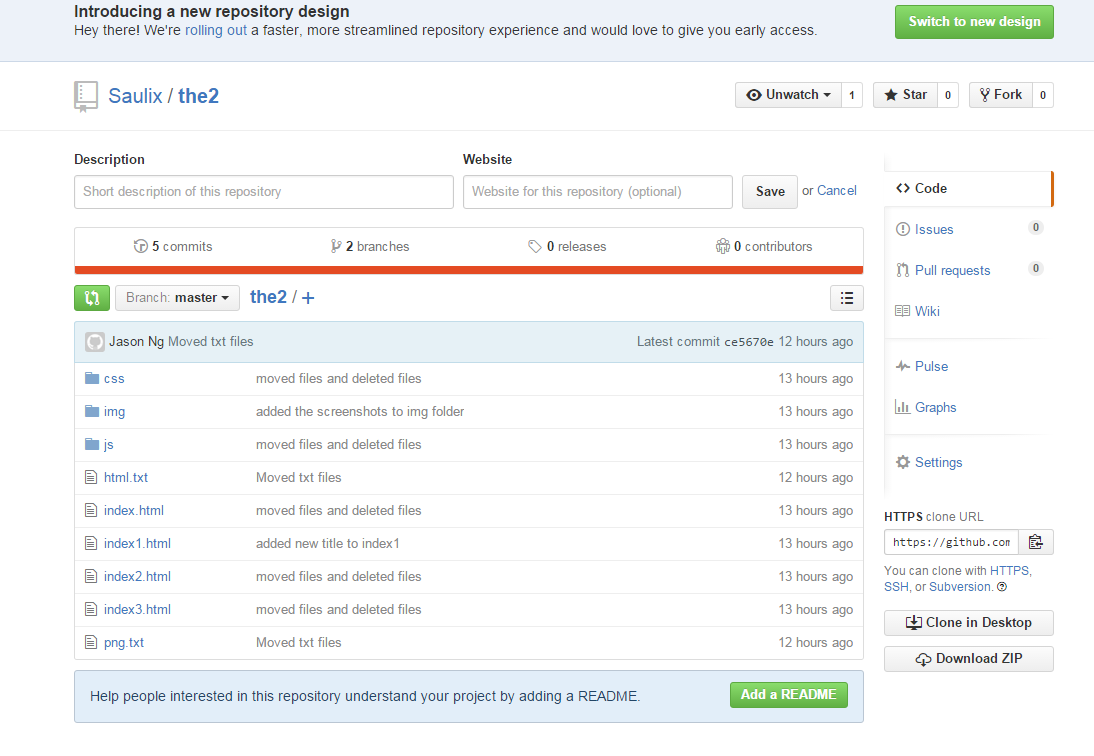 Introducing a new repository design
Hey there! We're rolling out a faster, more streamlined repository experience and would love to give you early access.
Switch to new design
Saulix / the2
Unwatch 1
Star 0
Fork 0
Description
Website
Short description of this repository
Website for this repository (optional)
Save or Cancel
5 commits
2 branches
0 releases
0 contributors
Branch: master
the2 / +
Jason Ng Moved txt files
Latest commit ce5670e 12 hours ago
css moved files and deleted files 13 hours ago
img added the screenshots to img folder 13 hours ago
js moved files and deleted files 13 hours ago
html.txt Moved txt files 12 hours ago
index.html moved files and deleted files 13 hours ago
index1.html added new title to index1 13 hours ago
index2.html moved files and deleted files 13 hours ago
index3.html moved files and deleted files 13 hours ago
png.txt Moved txt files 12 hours ago
Help people interested in this repository understand your project by adding a README.
Add a README
Code
Issues 0
Pull requests 0
Wiki
Pulse
Graphs
Settings
HTTPS clone URL
https://github.con
You can clone with HTTPS,
SSH, or Subversion.
Clone in Desktop
Download ZIP